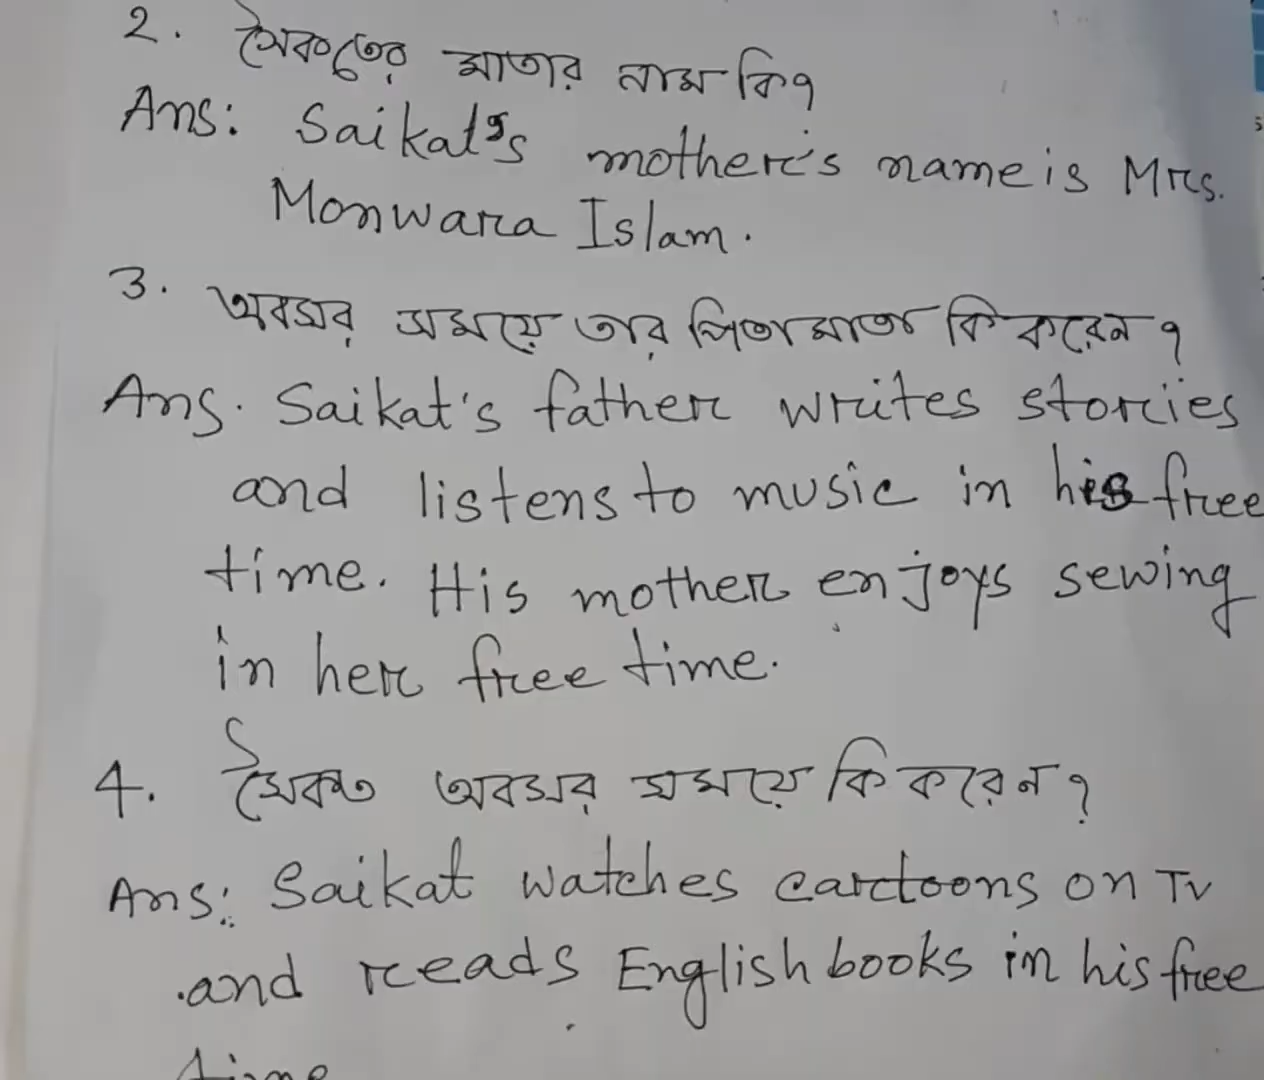 2. সৈকতের মাতার নাম কি?
Ans: Saikat's mother's name is Mrs.
Monwara Islam.
3. অবসর সময়ে তার পিতামাতা কি করেন?
Ans. Saikat's father writes stories
and listens to music in his free
time. His mother enjoys sewing
in her free time.
4. সৈকত অবসর সময়ে কি করেন?
Ans: Saikat watches cartoons on TV
and reads English books in his free
time